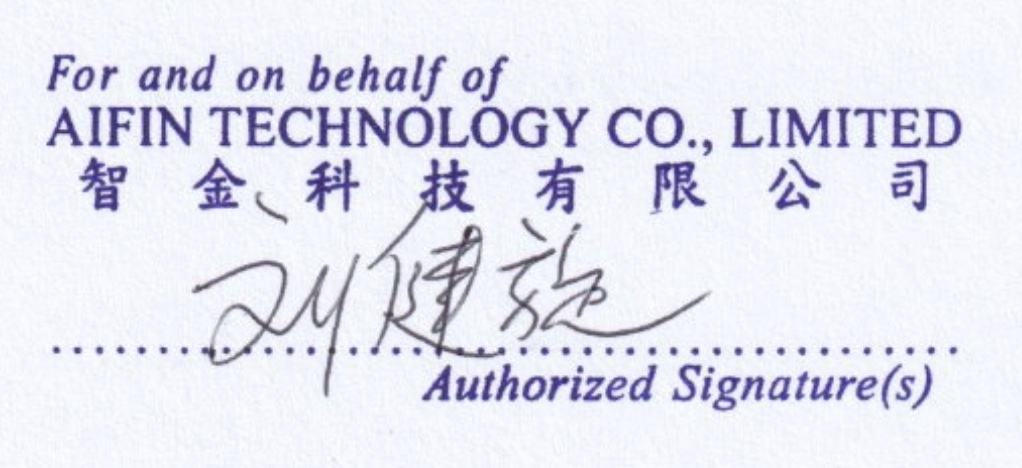 For and on behalf of
AIFIN TECHNOLOGY CO., LIMITED
智金科技有限公司
刘健
Authorized Signature(s)